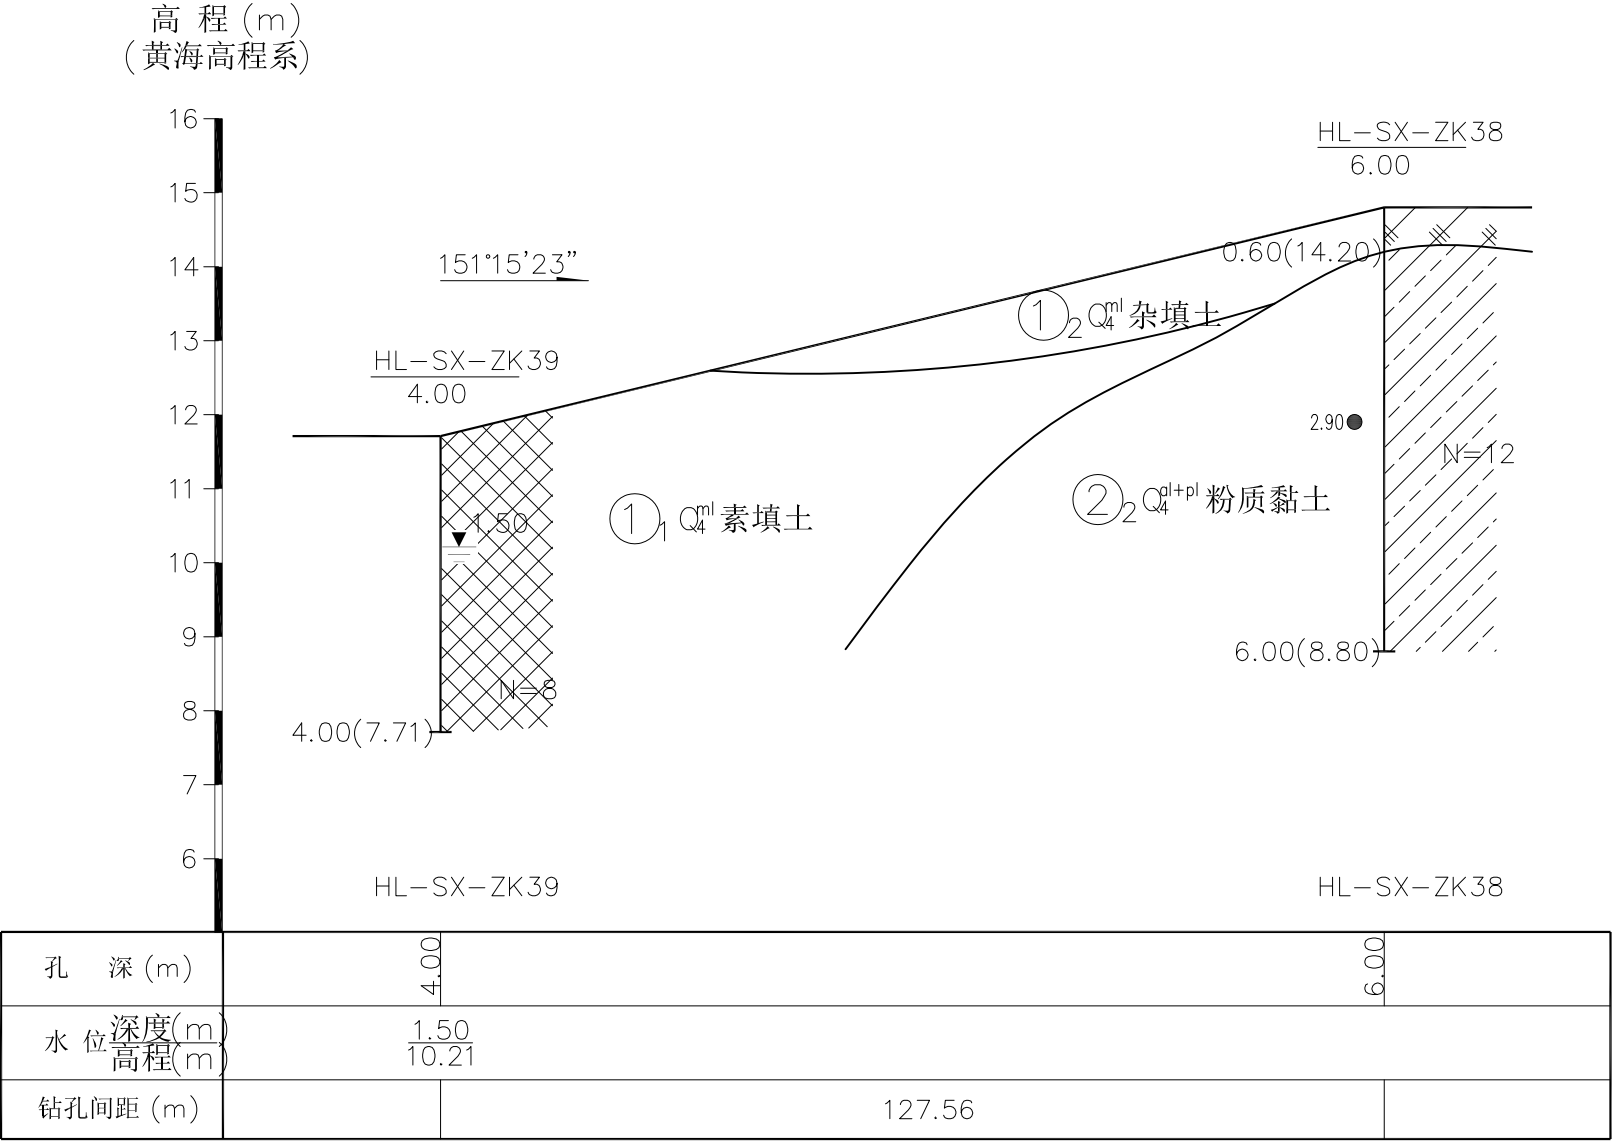 高 程 (m)
(黄海高程系)
16
HL-SX-ZK38
6.00
15
14
151°15'23"
0.60(14.20)
①₂ Q₄ᵐˡ 杂填土
13
HL-SX-ZK39
4.00
12
2.90
N=12
11
①₁ Q₄ᵐˡ 素填土
②₂ Q₄ᵃˡ⁺ᵖˡ 粉质黏土
1.50
10
9
6.00(8.80)
N=8
8
4.00(7.71)
7
6
HL-SX-ZK39
HL-SX-ZK38
孔 深 (m)
4.00
6.00
水 位 深度(m)
高程(m)
1.50
10.21
钻孔间距 (m)
127.56